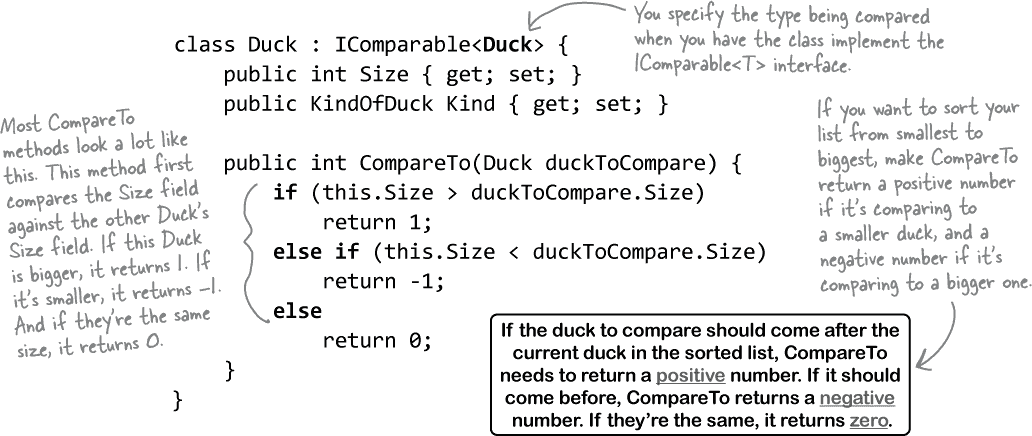 You specify the type being compared
when you have the class implement the
IComparable<T> interface.
class Duck : IComparable<Duck> {
public int Size { get; set; }
public KindOfDuck Kind { get; set; }
Most CompareTo
methods look a lot like
this. This method first
compares the Size field
against the other Duck's
Size field. If this Duck
is bigger, it returns 1. If
it's smaller, it returns -1.
And if they're the same
size, it returns 0.
public int CompareTo(Duck duckToCompare) {
if (this.Size > duckToCompare.Size)
return 1;
else if (this.Size < duckToCompare.Size)
return -1;
else
return 0;
}
}
If you want to sort your
list from smallest to
biggest, make CompareTo
return a positive number
if it's comparing to
a smaller duck, and a
negative number if it's
comparing to a bigger one.
If the duck to compare should come after the
current duck in the sorted list, CompareTo
needs to return a positive number. If it should
come before, CompareTo returns a negative
number. If they're the same, it returns zero.